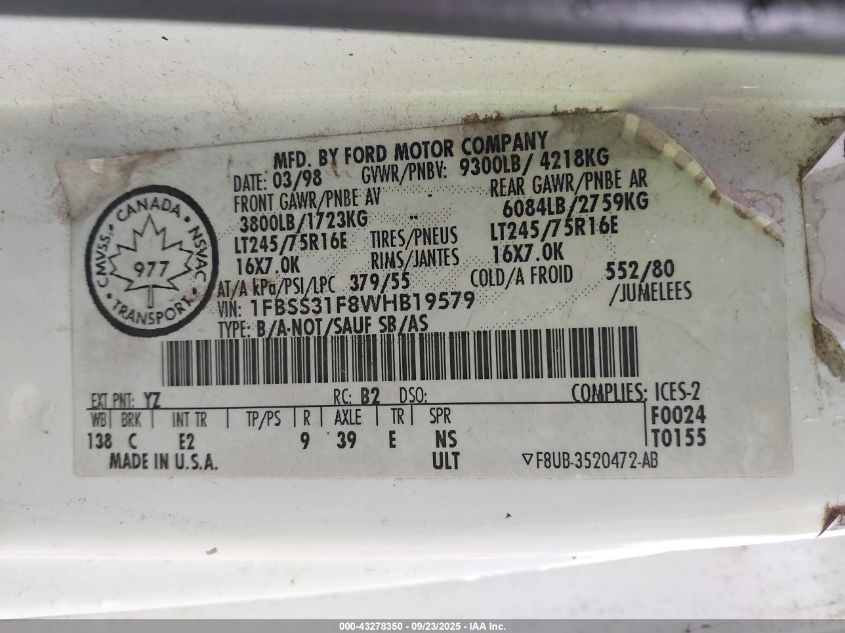 MFD. BY FORD MOTOR COMPANY
DATE: 03/98 GVWR/PNBV: 9300LB/ 4218KG
FRONT GAWR/PNBE AV REAR GAWR/PNBE AR
3800LB/1723KG 6084LB/2759KG
LT245/75R16E TIRES/PNEUS LT245/75R16E
16X7.0K RIMS/JANTES 16X7.0K
AT/A kPa/PSI/LPC 379/55 COLD/A FROID 552/80
VIN: 1FBSS31F8WHB19579 /JUMELEES
TYPE: B/A-NOT/SAUF SB/AS
CANADA
CMVSS NSVAC
977
TRANSPORT
EXT PNT: YZ RC: B2 DSO: COMPLIES: ICES-2
WB BRK INT TR TP/PS R AXLE TR SPR F0024
138 C E2 9 39 E NS T0155
MADE IN U.S.A. ULT F8UB-3520472-AB
000-43278350 - 09/23/2025 - IAA Inc.